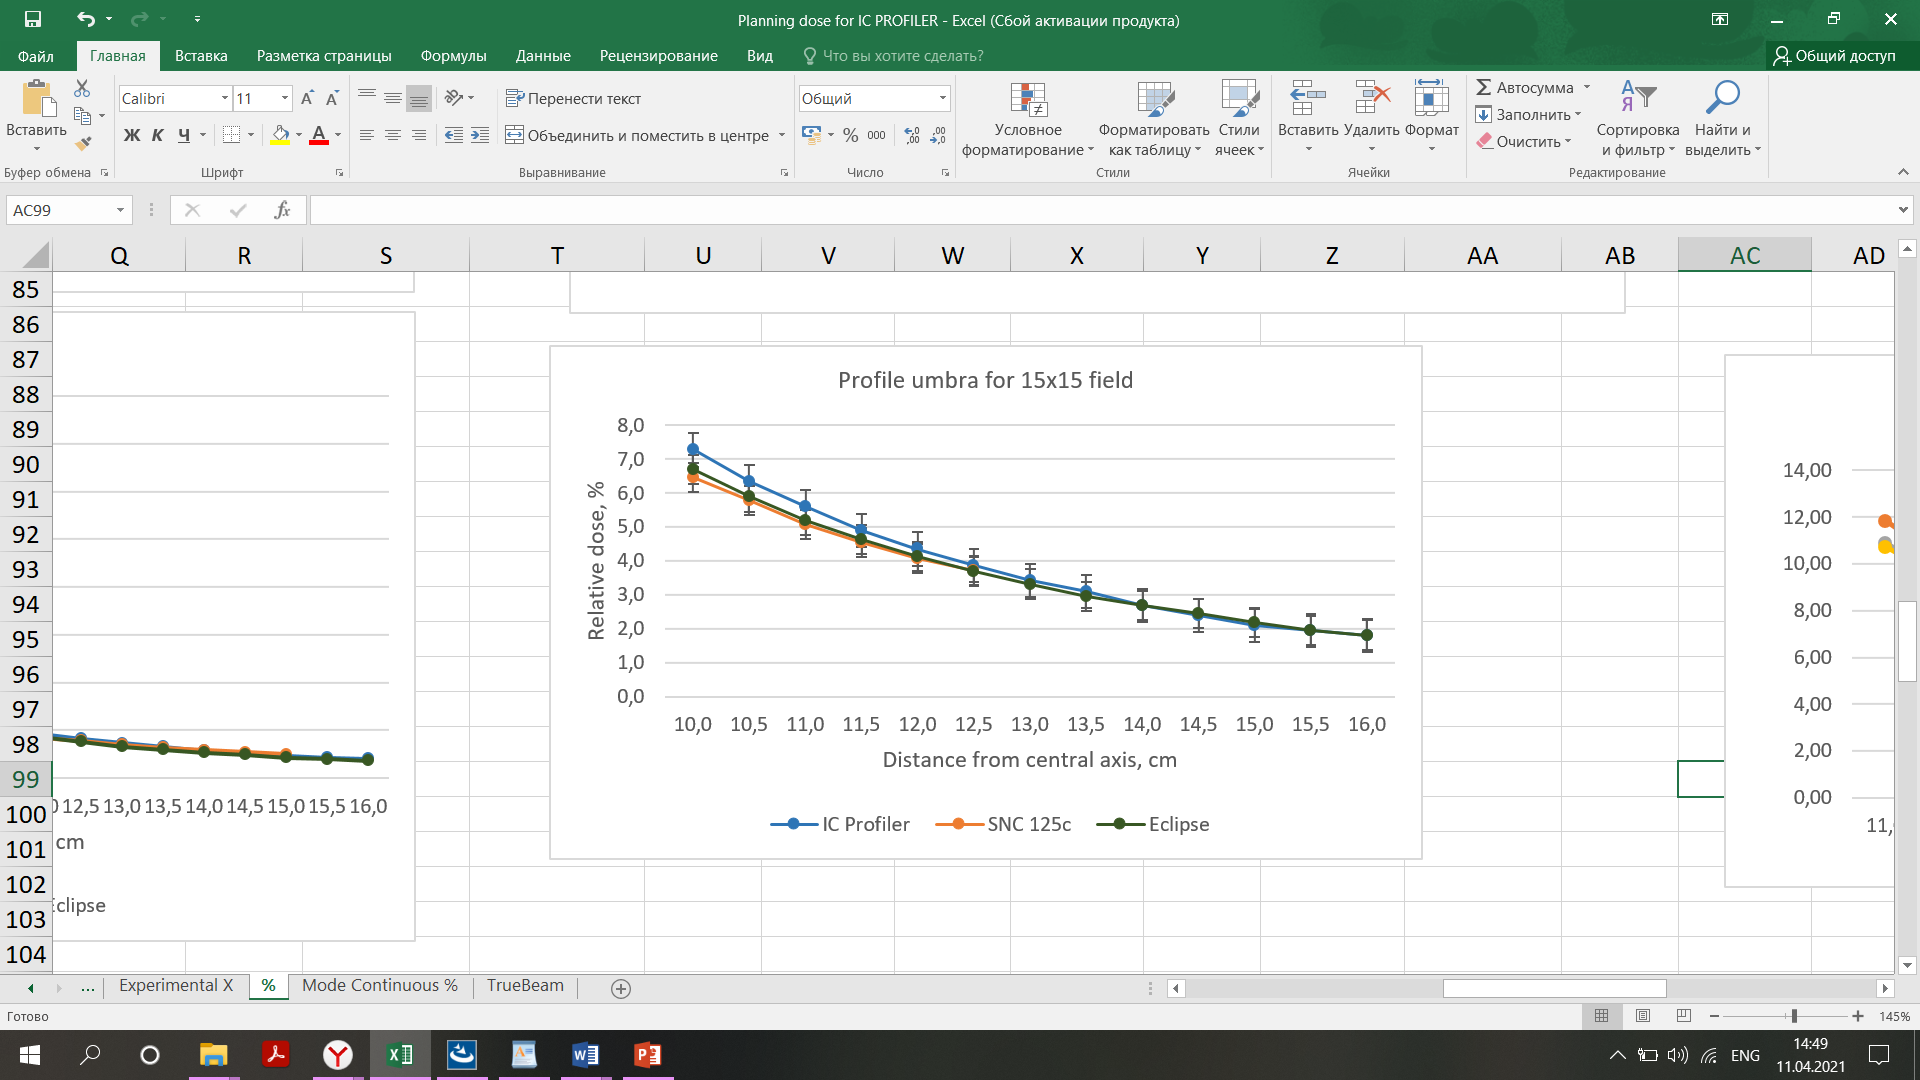 Planning dose for IC PROFILER - Excel (Сбой активации продукта)
Файл Главная Вставка Разметка страницы Формулы Данные Рецензирование Вид Что вы хотите сделать? Общий доступ
Вставить
Calibri 11
Ж К Ч
Перенести текст
Объединить и поместить в центре
Общий
% 000
Условное форматирование
Форматировать как таблицу
Стили ячеек
Вставить Удалить Формат
Автосумма
Заполнить
Очистить
Сортировка и фильтр
Найти и выделить
Буфер обмена Шрифт Выравнивание Число Стили Ячейки Редактирование
AC99 fx
Q R S T U V W X Y Z AA AB AC AD
85
86
87
88
89
90
91
92
93
94
95
96
97
98
99
100
101
102
103
104
12,5 13,0 13,5 14,0 14,5 15,0 15,5 16,0
cm
Eclipse
Profile umbra for 15x15 field
8,0
7,0
6,0
5,0
4,0
3,0
2,0
1,0
0,0
Relative dose, %
10,0 10,5 11,0 11,5 12,0 12,5 13,0 13,5 14,0 14,5 15,0 15,5 16,0
Distance from central axis, cm
IC Profiler SNC 125c Eclipse
14,00
12,00
10,00
8,00
6,00
4,00
2,00
0,00
11,
... Experimental X % Mode Continuous % TrueBeam
Готово 145%
ENG
14:49
11.04.2021